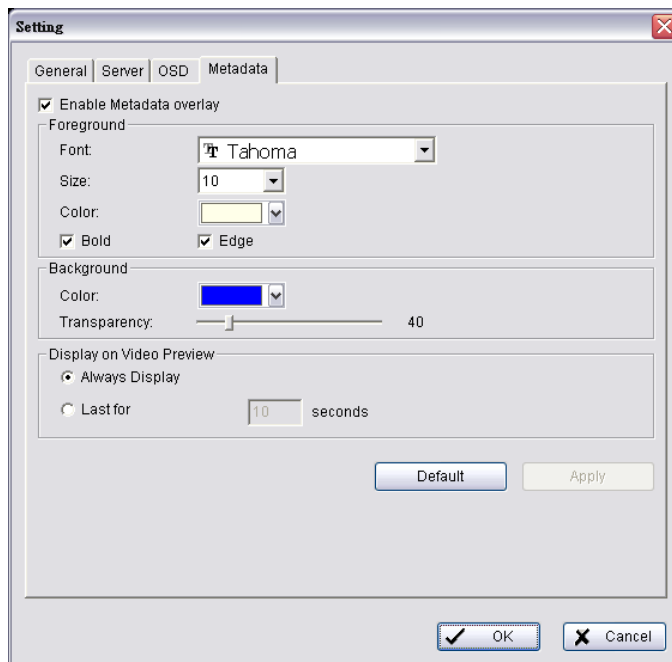 Setting
General Server OSD Metadata
Enable Metadata overlay
Foreground
Font: Tahoma
Size: 10
Color:
Bold Edge
Background
Color:
Transparency: 40
Display on Video Preview
Always Display
Last for 10 seconds
Default Apply
OK Cancel